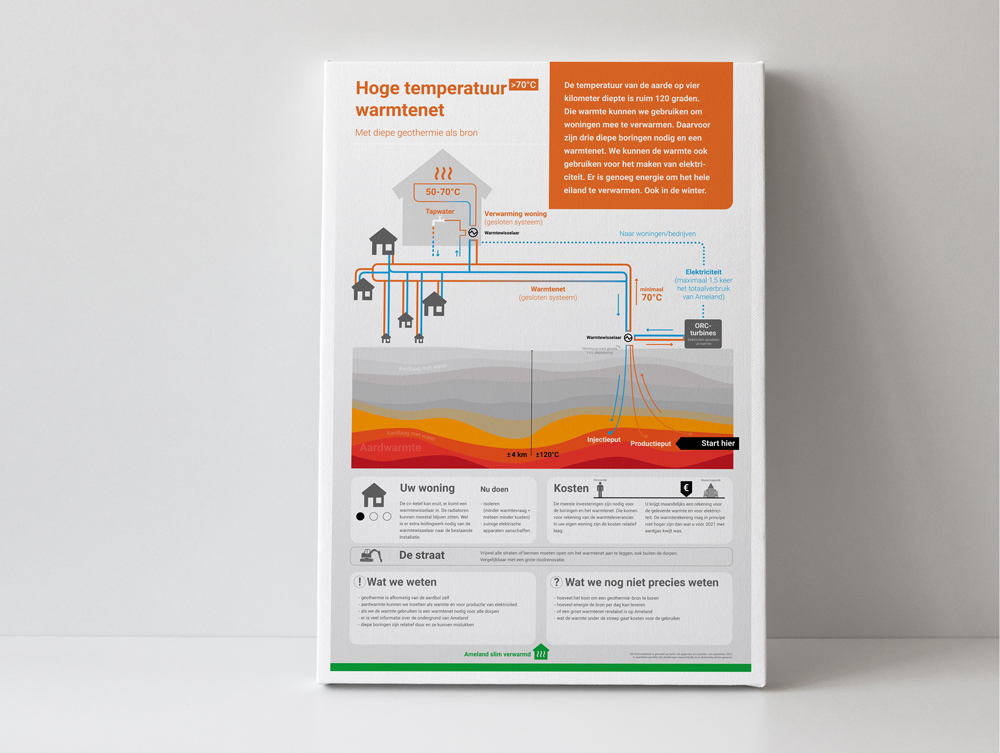 Hoge temperatuur >70°C
warmtenet
Met diepe geothermie als bron
De temperatuur van de aarde op vier
kilometer diepte is ruim 120 graden.
Die warmte kunnen we gebruiken om
woningen mee te verwarmen. Daarvoor
zijn drie diepe boringen nodig en een
warmtenet. We kunnen de warmte ook
gebruiken voor het maken van elektri-
citeit. Er is genoeg energie om het hele
eiland te verwarmen. Ook in de winter.
50-70°C
Tapwater
Verwarming woning
(gesloten systeem)
Warmtewisselaar
Naar woningen/bedrijven
Elektriciteit
(maximaal 1,5 keer
het totaalverbruik
van Ameland)
Warmtenet
(gesloten systeem)
minimaal
70°C
ORC-
turbines
Warmtewisselaar
Aardlaag met water
Aardlaag met water
Aardwarmte
±4 km
±120°C
Injectieput
Productieput
Start hier
Uw woning
De cv-ketel kan eruit, er komt een
warmtewisselaar in. De radiatoren
kunnen meestal blijven zitten. Wel
is er extra leidingwerk nodig van de
warmtewisselaar naar de bestaande
installatie.
Nu doen
- isoleren
(minder warmtevraag =
meteen minder kosten)
- zuinige elektrische
apparaten aanschaffen
Kosten
De meeste investeringen zijn nodig voor
de boringen en het warmtenet. Die komen
voor rekening van de warmteleverancier.
In uw eigen woning zijn de kosten relatief
laag.
€
U krijgt maandelijks een rekening voor
de geleverde warmte en voor elektrici-
teit. De warmterekening mag in principe
niet hoger zijn dan wat u vóór 2021 met
aardgas kwijt was.
De straat
Vrijwel alle straten of bermen moeten open om het warmtenet aan te leggen, ook buiten de dorpen.
Vergelijkbaar met een grote rioolrenovatie.
! Wat we weten
- geothermie is afkomstig van de aardbol zelf
- aardwarmte kunnen we inzetten als warmte én voor productie van elektriciteit
- als we de warmte gebruiken is een warmtenet nodig voor alle dorpen
- er is veel informatie over de ondergrond van Ameland
- diepe boringen zijn relatief duur en ze kunnen mislukken
? Wat we nog niet precies weten
- hoeveel het kost om een geothermie-bron te boren
- hoeveel energie de bron per dag kan leveren
- of een groot warmtenet rendabel is op Ameland
- wat de warmte onder de streep gaat kosten voor de gebruiker
Ameland slim verwarmd